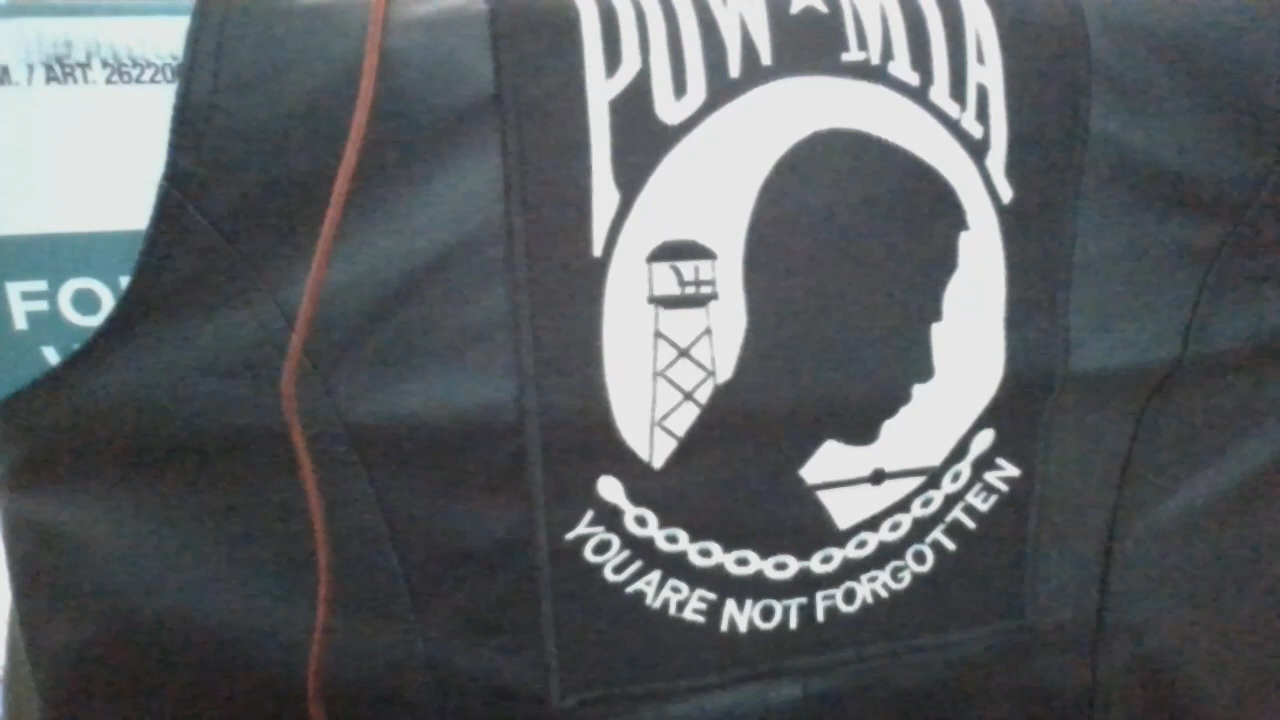 POW★MIA
M. / ART. 26220
FO
YOU ARE NOT FORGOTTEN